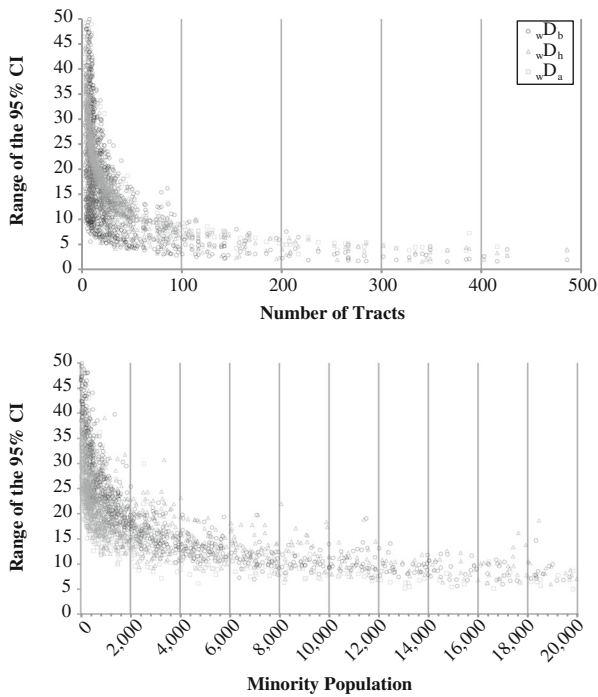 50
45
40
35
30
25
20
15
10
5
0
Range of the 95% CI
wDb
wDh
wDa
0 100 200 300 400 500
Number of Tracts
50
45
40
35
30
25
20
15
10
5
0
Range of the 95% CI
0 2,000 4,000 6,000 8,000 10,000 12,000 14,000 16,000 18,000 20,000
Minority Population